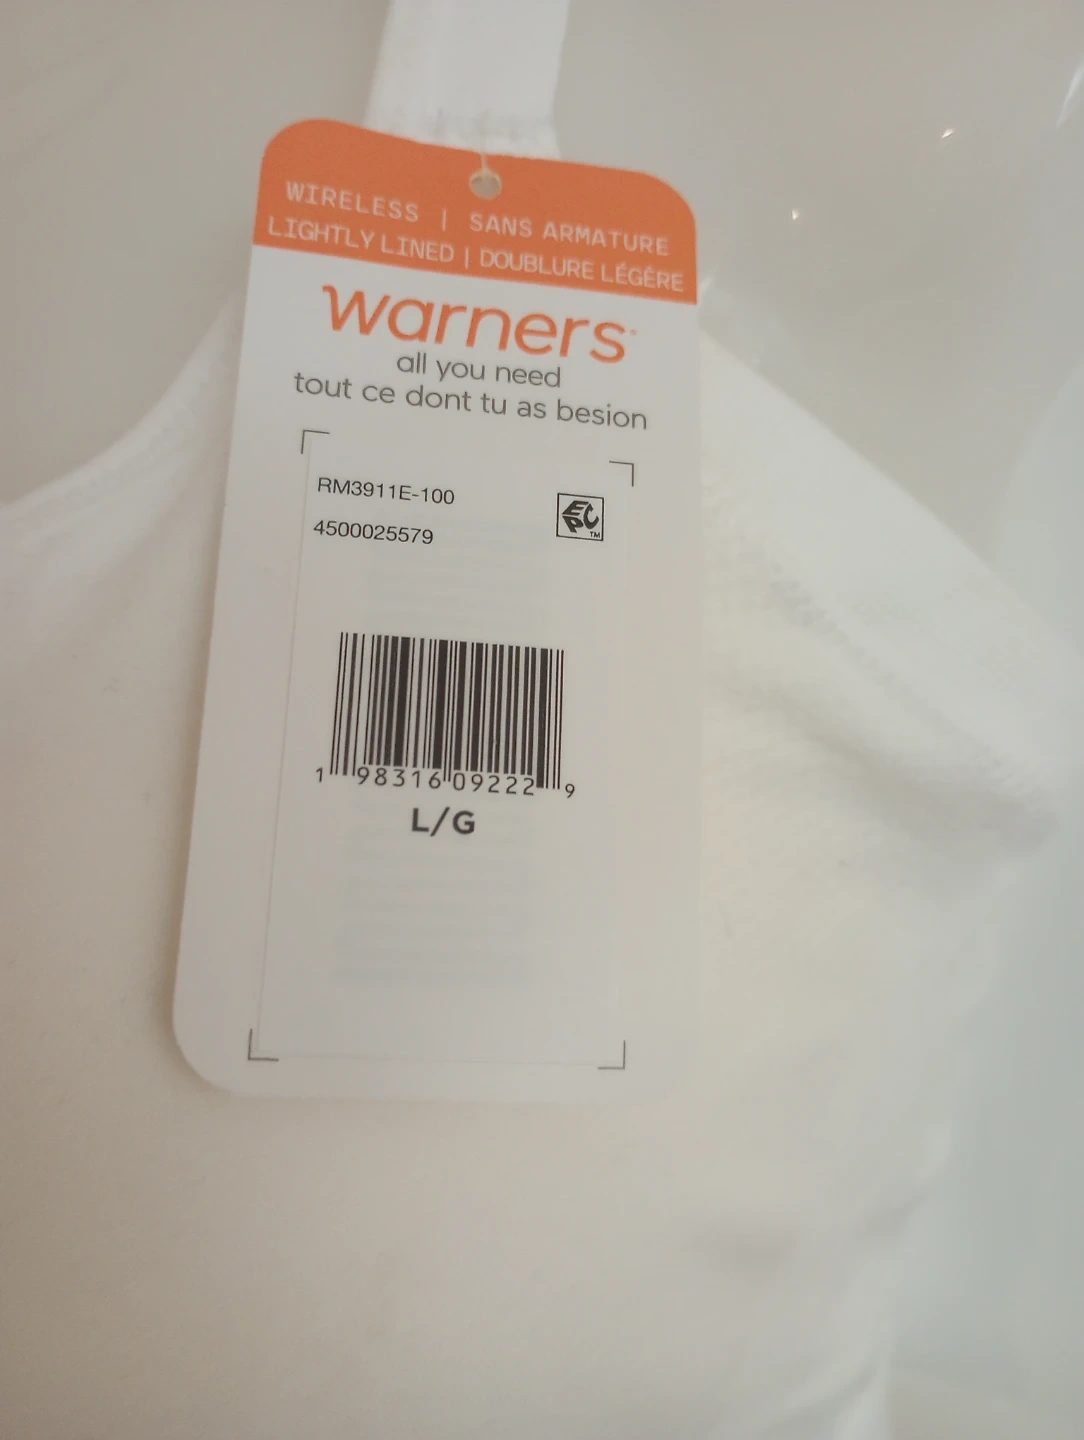 WIRELESS | SANS ARMATURE
LIGHTLY LINED | DOUBLURE LÉGÈRE
warners
all you need
tout ce dont tu as besion
RM3911E-100
EPC TM
4500025579
1 98316 09222 9
L/G